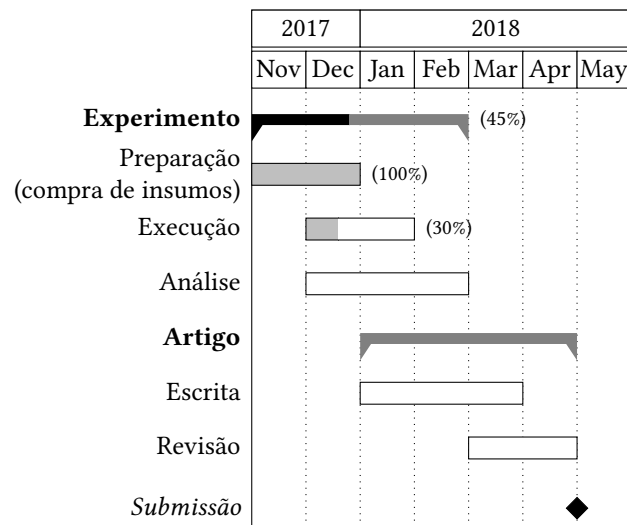 2017 2018
Nov Dec Jan Feb Mar Apr May
Experimento (45%)
Preparação
(compra de insumos) (100%)
Execução (30%)
Análise
Artigo
Escrita
Revisão
Submissão